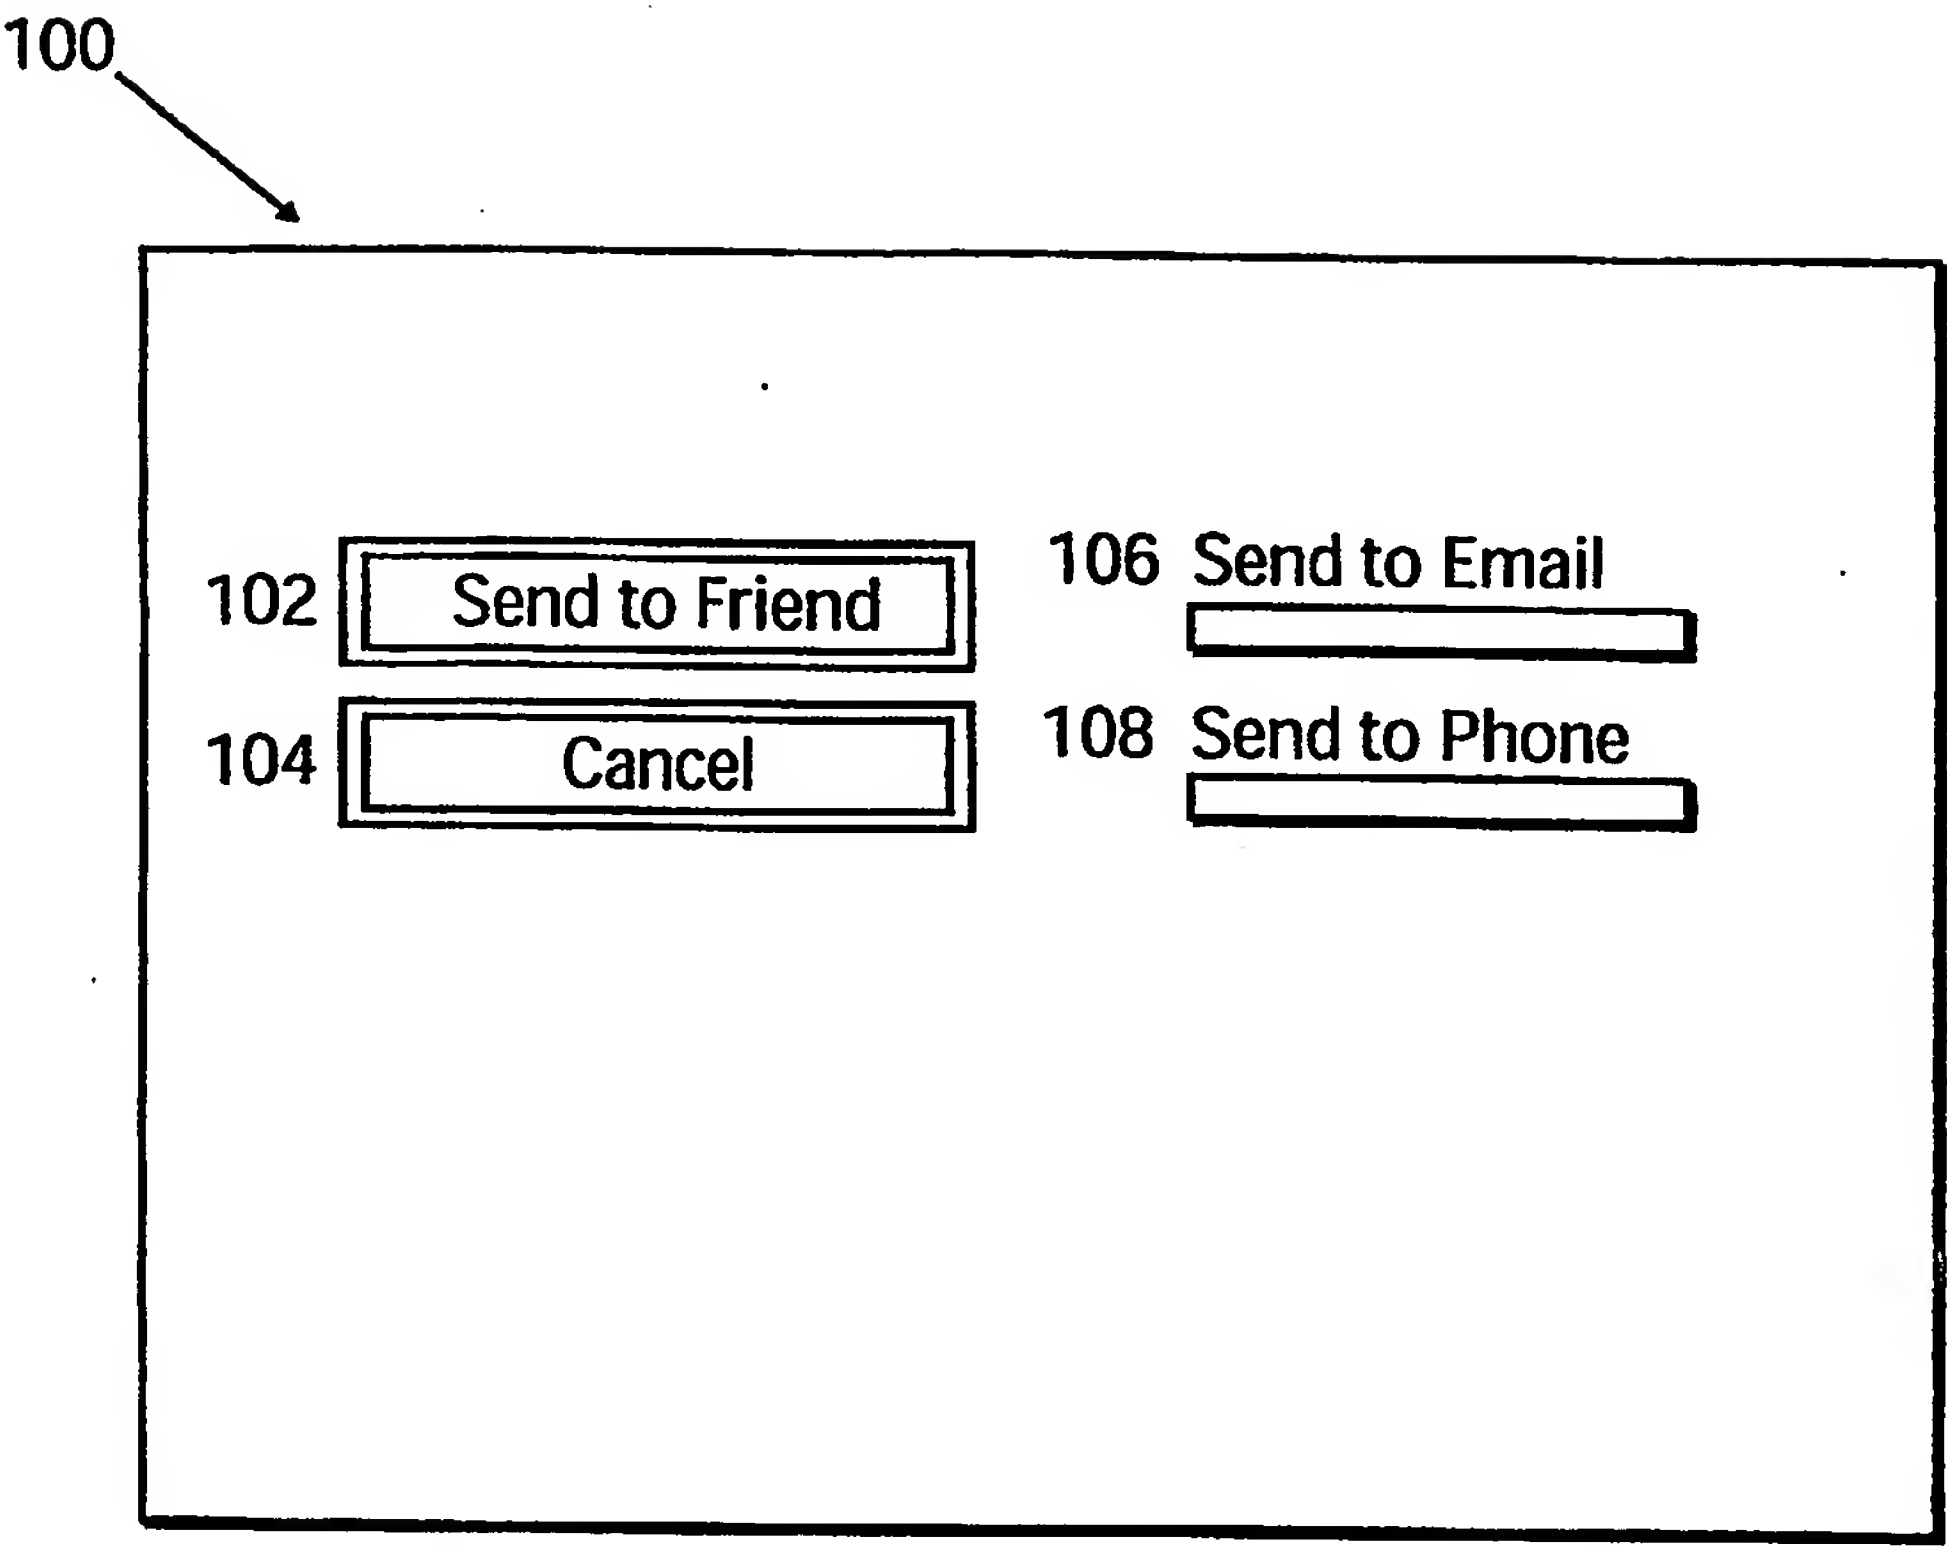 100
102 Send to Friend
104 Cancel
106 Send to Email
108 Send to Phone